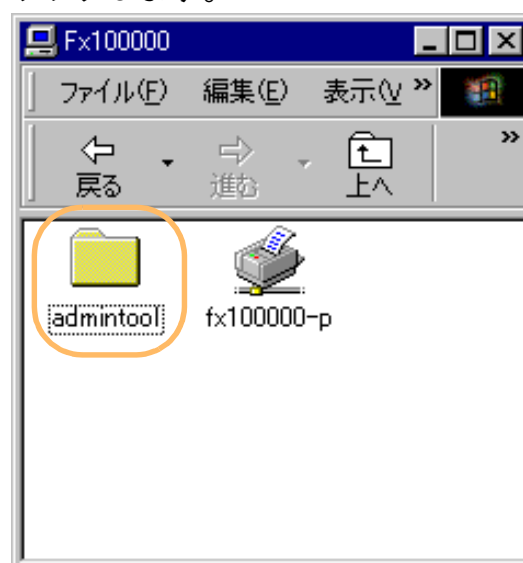 Fx100000
ファイル(F) 編集(E) 表示(V »
戻る 進む 上へ »
admintool fx100000-p